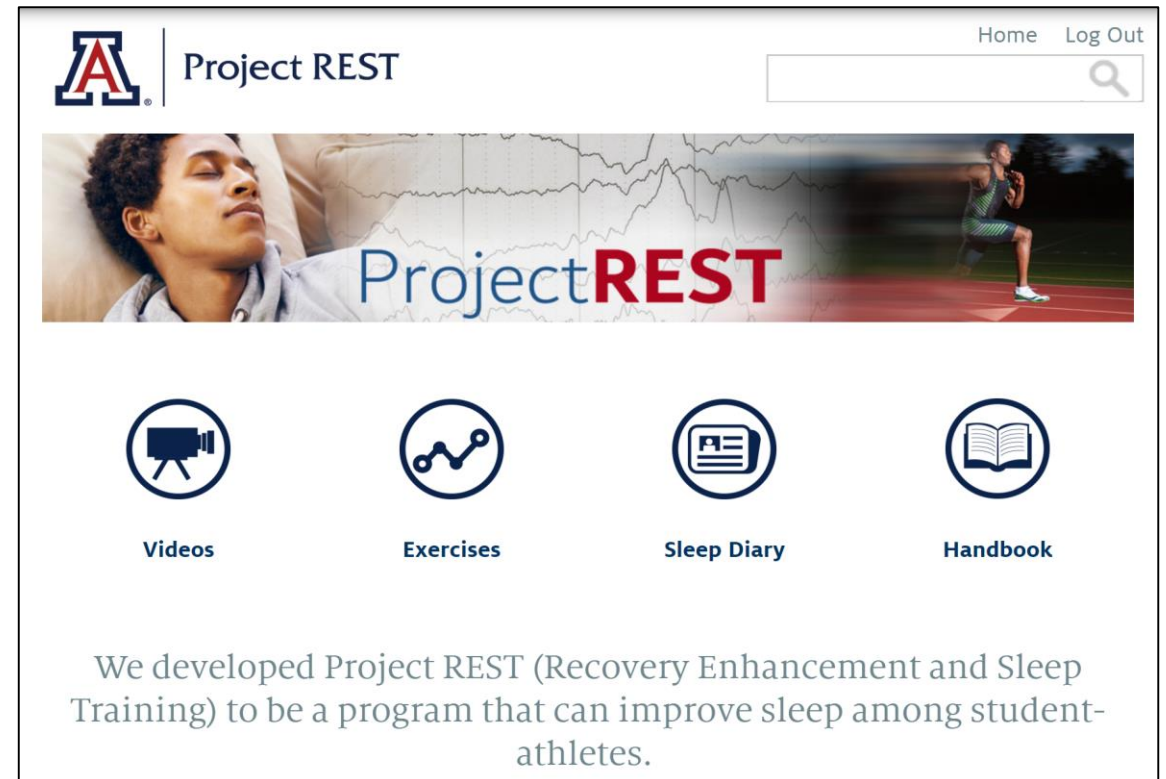 Home Log Out
A Project REST
ProjectREST
Videos
Exercises
Sleep Diary
Handbook
We developed Project REST (Recovery Enhancement and Sleep
Training) to be a program that can improve sleep among student-
athletes.